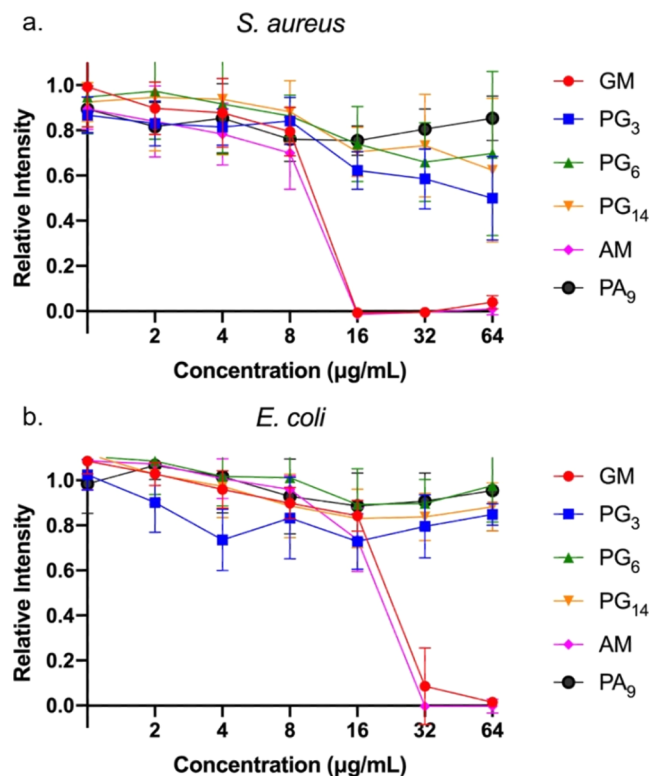 a.
S. aureus
Relative Intensity
1.0
0.8
0.6
0.4
0.2
0.0
2 4 8 16 32 64
Concentration (μg/mL)
GM
PG3
PG6
PG14
AM
PA9
b.
E. coli
Relative Intensity
1.0
0.8
0.6
0.4
0.2
0.0
2 4 8 16 32 64
Concentration (μg/mL)
GM
PG3
PG6
PG14
AM
PA9